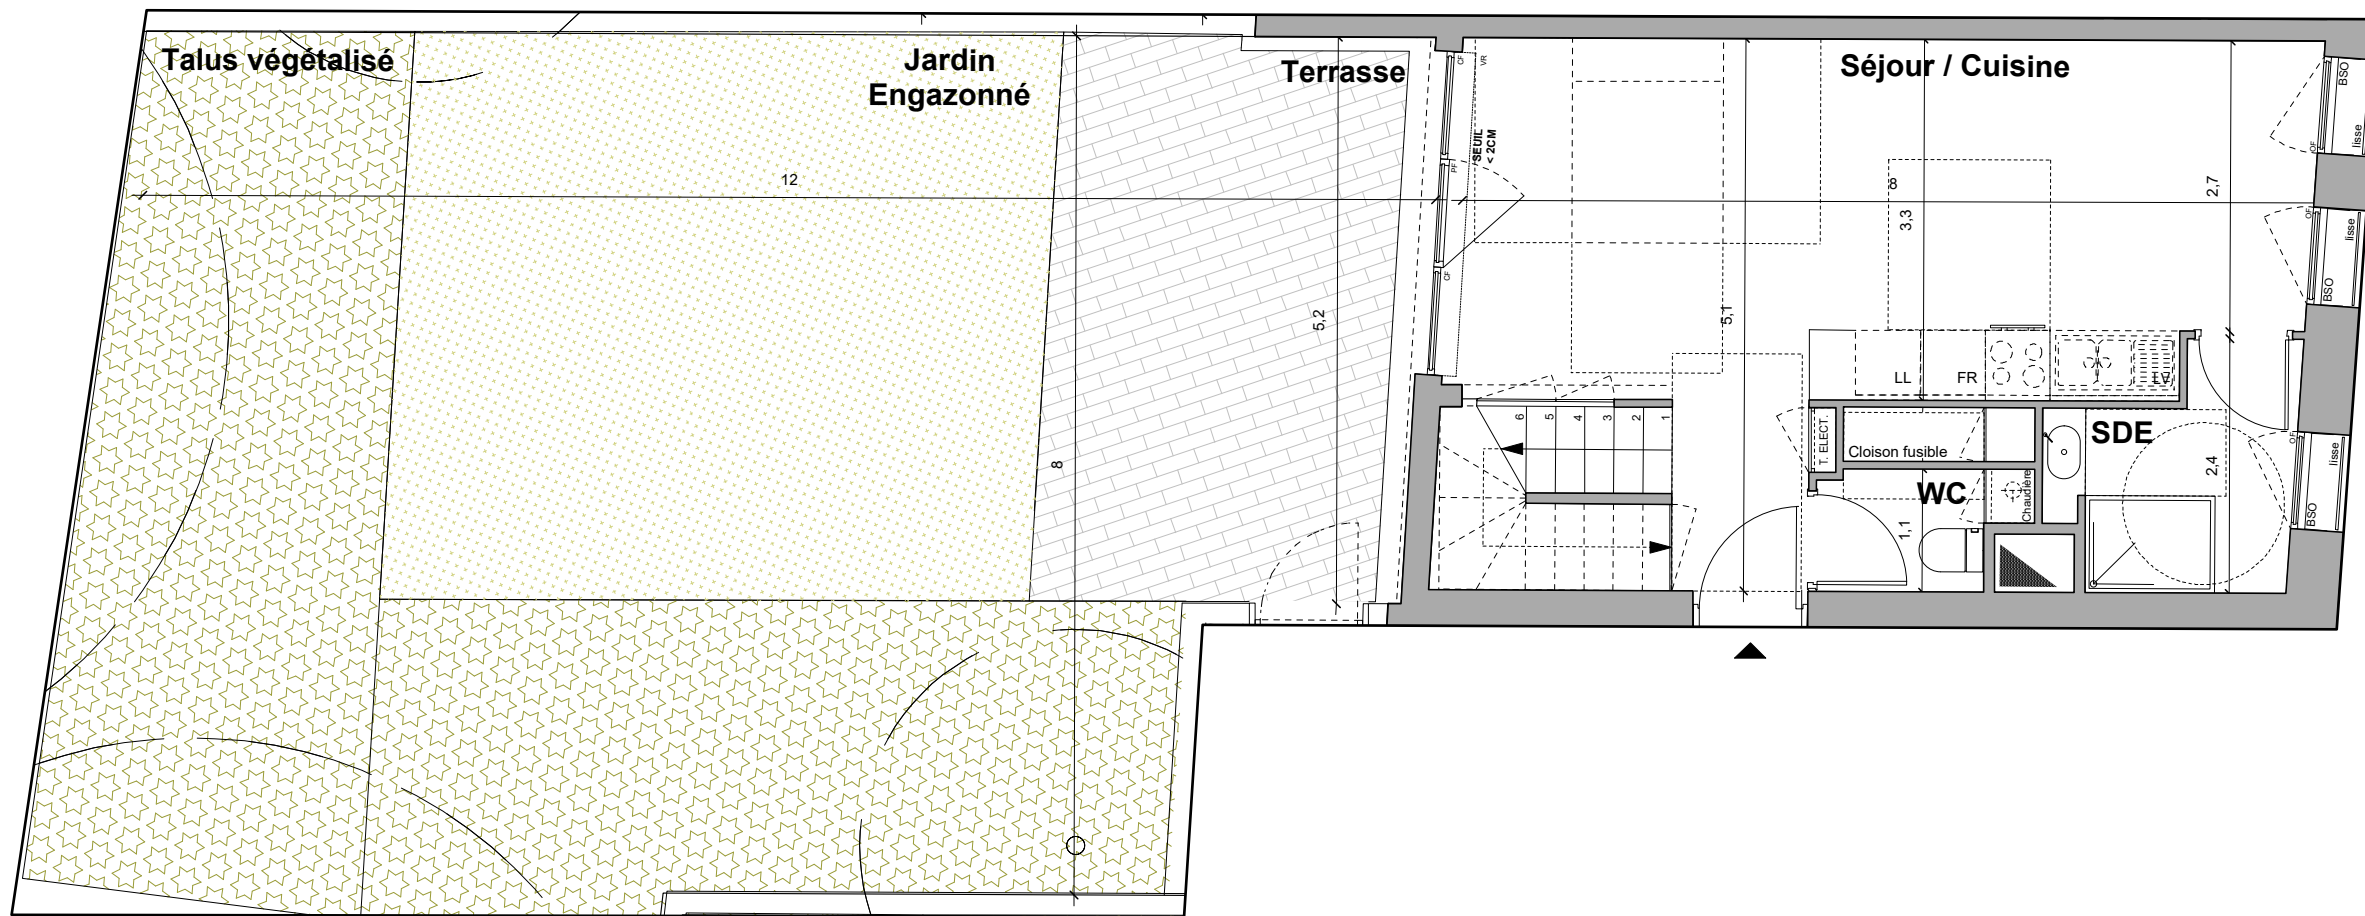 Talus végétalisé
Jardin
Engazonné
Terrasse
Séjour / Cuisine
CF
VR
BSO
lisse
OF
SEUIL
< 2CM
PF
12
8
2,7
3,3
OF
lisse
BSO
CF
5,2
5,1
LL
FR
LV
6
5
4
3
2
1
T. ELECT.
Cloison fusible
SDE
OF
lisse
8
2,4
WC
Chaudière
BSO
1,1